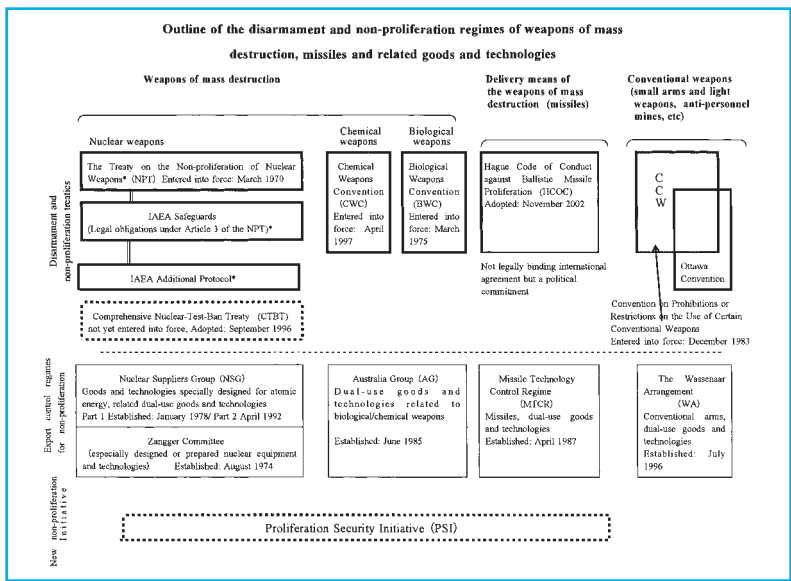 Outline of the disarmament and non-proliferation regimes of weapons of mass
destruction, missiles and related goods and technologies
Weapons of mass destruction
Delivery means of
the weapons of mass
destruction (missiles)
Conventional weapons
(small arms and light
weapons, anti-personnel
mines, etc)
Disarmament and
non-proliferation treaties
Nuclear weapons
Chemical
weapons
Biological
weapons
The Treaty on the Non-proliferation of Nuclear
Weapons* (NPT) Entered into force: March 1970
IAEA Safeguards
(Legal obligations under Article 3 of the NPT)*
IAEA Additional Protocol*
Comprehensive Nuclear-Test-Ban Treaty (CTBT)
not yet entered into force, Adopted: September 1996
Chemical
Weapons
Convention
(CWC)
Entered into
force: April
1997
Biological
Weapons
Convention
(BWC)
Entered into
force: March
1975
Hague Code of Conduct
against Ballistic Missile
Proliferation (HCOC)
Adopted: November 2002
Not legally binding international
agreement but a political
commitment
C
C
W
Ottawa
Convention
Convention on Prohibitions or
Restrictions on the Use of Certain
Conventional Weapons
Entered into force: December 1983
Export control regimes
for non-proliferation
Nuclear Suppliers Group (NSG)
Goods and technologies specially designed for atomic
energy, related dual-use goods and technologies
Part 1 Established: January 1978/ Part 2 April 1992
Zangger Committee
(especially designed or prepared nuclear equipment
and technologies) Established: August 1974
Australia Group (AG)
Dual-use goods and
technologies related to
biological/chemical weapons
Established: June 1985
Missile Technology
Control Regime
(MTCR)
Missiles, dual-use goods
and technologies
Established: April 1987
The Wassenaar
Arrangement
(WA)
Conventional arms,
dual-use goods and
technologies
Established: July
1996
New non-proliferation
Initiative
Proliferation Security Initiative (PSI)